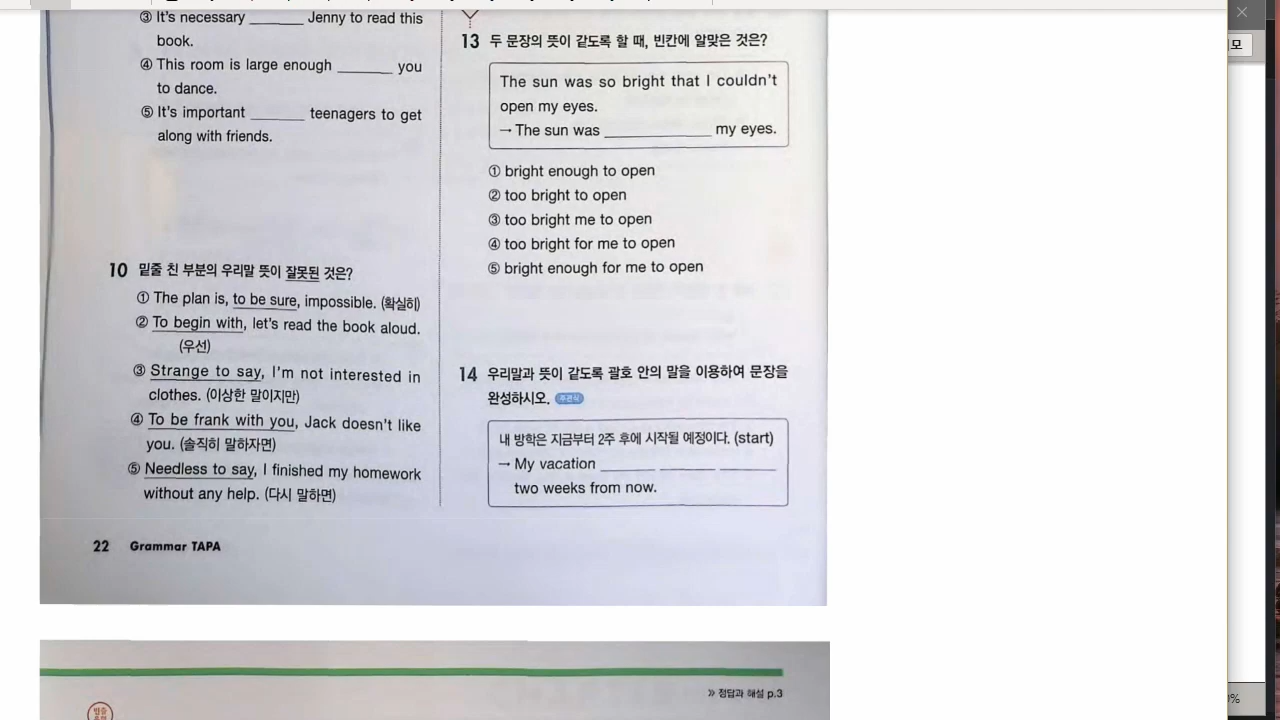 ③ It's necessary ______ Jenny to read this
book.
④ This room is large enough ______ you
to dance.
⑤ It's important ______ teenagers to get
along with friends.
10 밑줄 친 부분의 우리말 뜻이 잘못된 것은?
① The plan is, to be sure, impossible. (확실히)
② To begin with, let's read the book aloud.
(우선)
③ Strange to say, I'm not interested in
clothes. (이상한 말이지만)
④ To be frank with you, Jack doesn't like
you. (솔직히 말하자면)
⑤ Needless to say, I finished my homework
without any help. (다시 말하면)
13 두 문장의 뜻이 같도록 할 때, 빈칸에 알맞은 것은?
The sun was so bright that I couldn't
open my eyes.
→ The sun was ____________ my eyes.
① bright enough to open
② too bright to open
③ too bright me to open
④ too bright for me to open
⑤ bright enough for me to open
14 우리말과 뜻이 같도록 괄호 안의 말을 이용하여 문장을
완성하시오. 주관식
내 방학은 지금부터 2주 후에 시작될 예정이다. (start)
→ My vacation ______ ______ ______
two weeks from now.
22 Grammar TAPA
» 정답과 해설 p.3